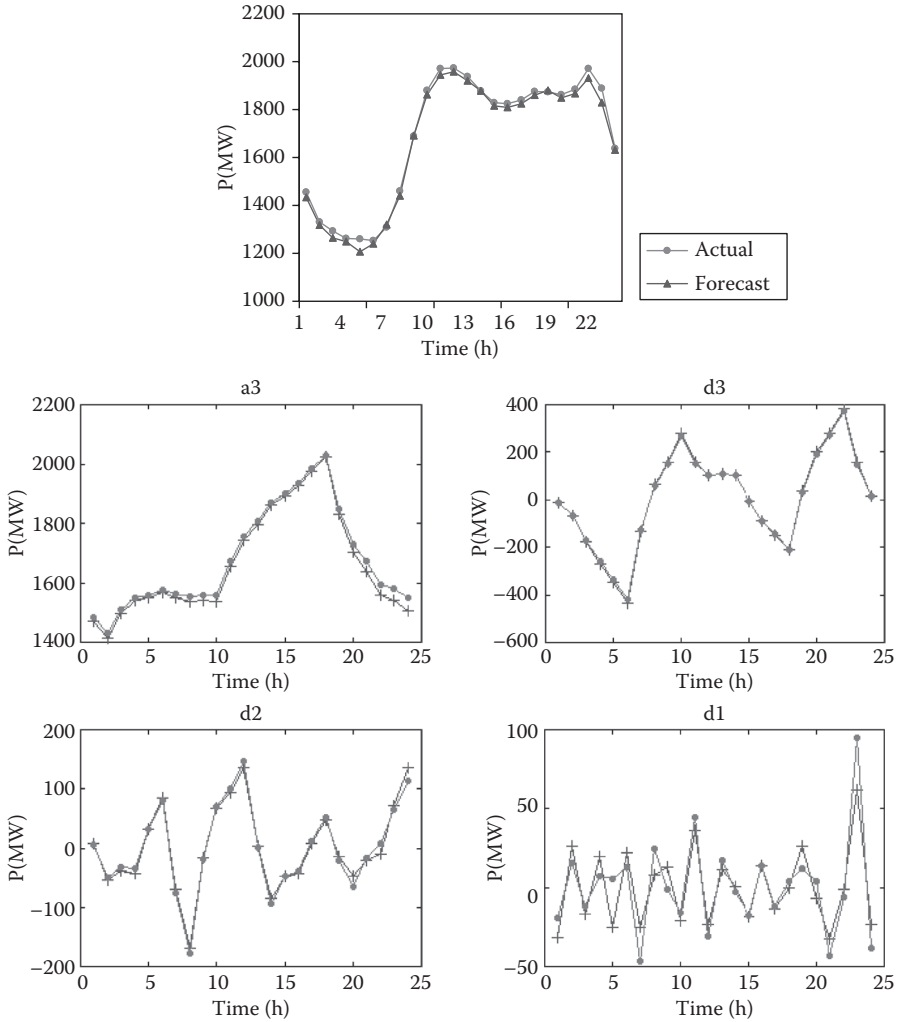 2200
2000
1800
1600
1400
1200
1000
P(MW)
1 4 7 10 13 16 19 22
Time (h)
Actual
Forecast
a3
2200
2000
1800
1600
1400
P(MW)
0 5 10 15 20 25
Time (h)
d3
400
200
0
−200
−400
−600
P(MW)
0 5 10 15 20 25
Time (h)
d2
200
100
0
−100
−200
P(MW)
0 5 10 15 20 25
Time (h)
d1
100
50
0
−50
P(MW)
0 5 10 15 20 25
Time (h)